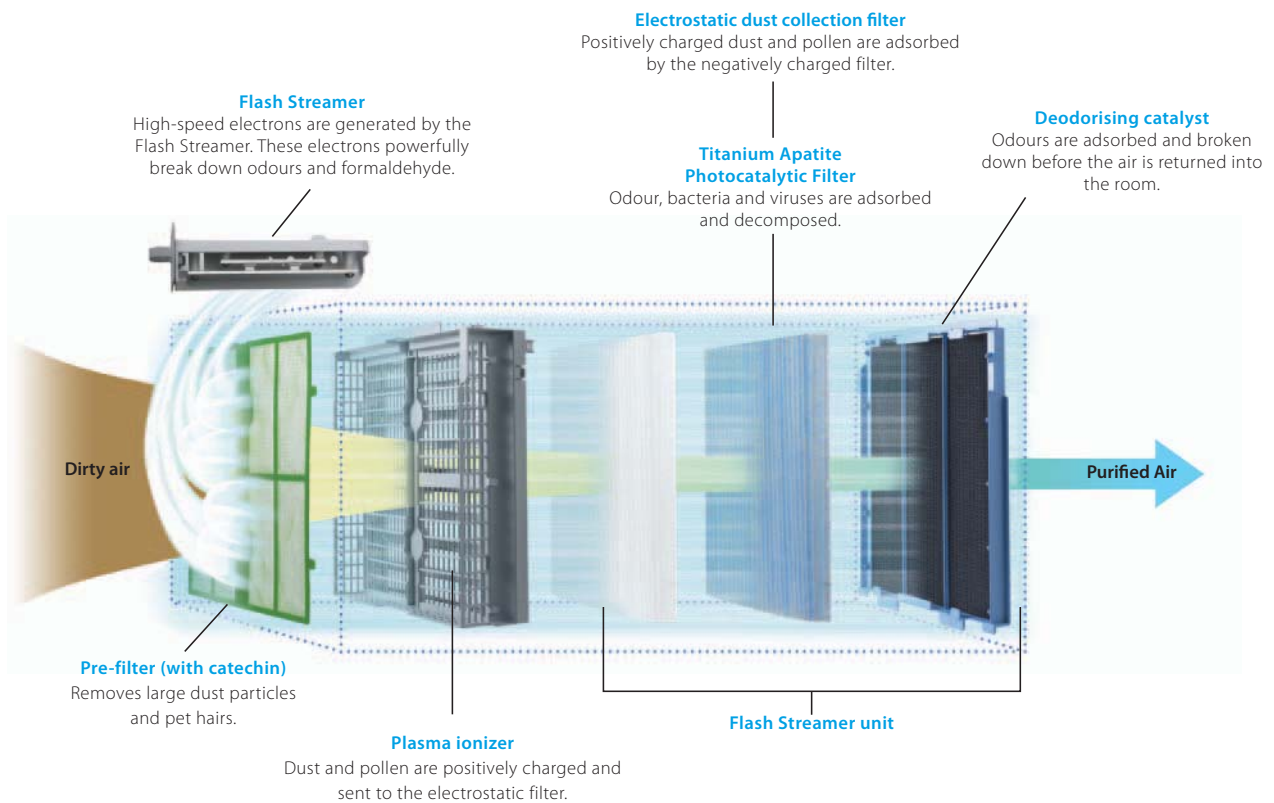 Electrostatic dust collection filter
Positively charged dust and pollen are adsorbed
by the negatively charged filter.
Flash Streamer
High-speed electrons are generated by the
Flash Streamer. These electrons powerfully
break down odours and formaldehyde.
Titanium Apatite
Photocatalytic Filter
Odour, bacteria and viruses are adsorbed
and decomposed.
Deodorising catalyst
Odours are adsorbed and broken
down before the air is returned into
the room.
Dirty air
Purified Air
Pre-filter (with catechin)
Removes large dust particles
and pet hairs.
Plasma ionizer
Dust and pollen are positively charged and
sent to the electrostatic filter.
Flash Streamer unit